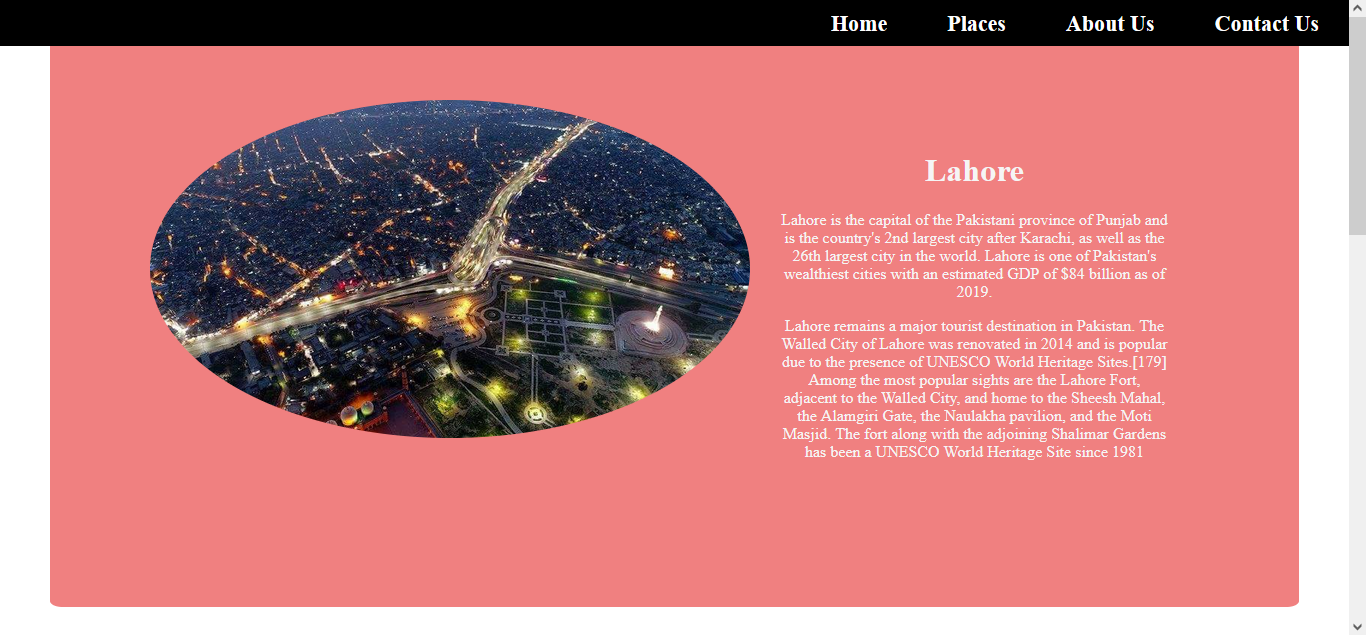 Home Places About Us Contact Us
Lahore
Lahore is the capital of the Pakistani province of Punjab and
is the country's 2nd largest city after Karachi, as well as the
26th largest city in the world. Lahore is one of Pakistan's
wealthiest cities with an estimated GDP of $84 billion as of
2019.
Lahore remains a major tourist destination in Pakistan. The
Walled City of Lahore was renovated in 2014 and is popular
due to the presence of UNESCO World Heritage Sites.[179]
Among the most popular sights are the Lahore Fort,
adjacent to the Walled City, and home to the Sheesh Mahal,
the Alamgiri Gate, the Naulakha pavilion, and the Moti
Masjid. The fort along with the adjoining Shalimar Gardens
has been a UNESCO World Heritage Site since 1981